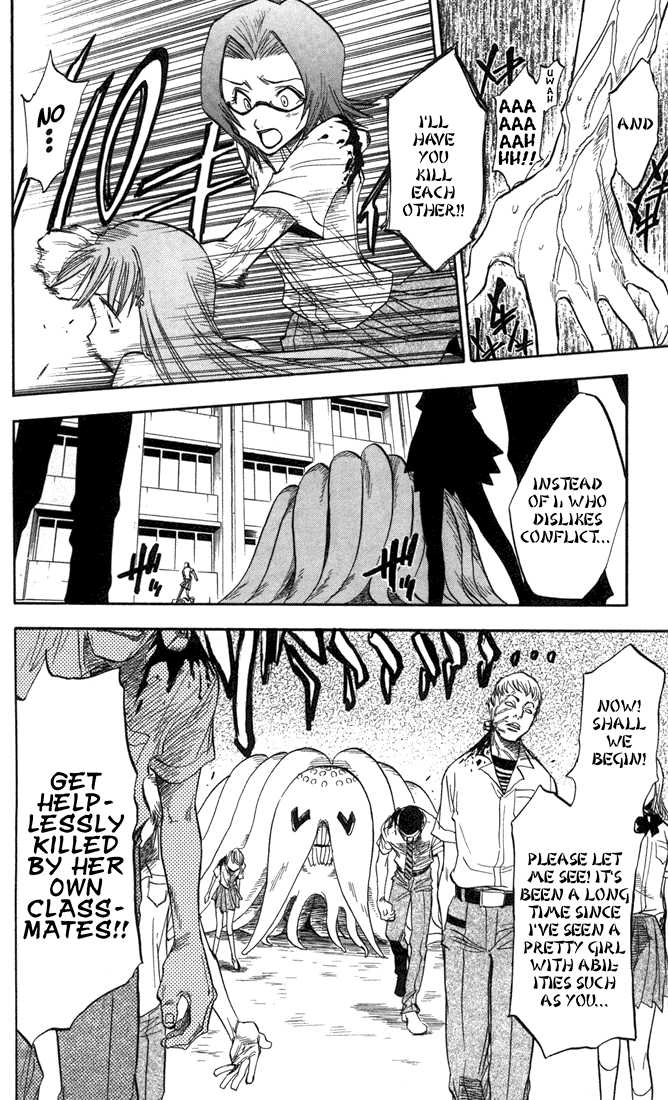 AND
UWAH
AAA
AA
AA
AAH
HH!!
I'LL
HAVE
YOU
KILL
EACH
OTHER!!
NO
...
INSTEAD
OF I, WHO
DISLIKES
CONFLICT...
NOW!
SHALL
WE
BEGIN!
PLEASE LET
ME SEE! IT'S
BEEN A LONG
TIME SINCE
I'VE SEEN A
PRETTY GIRL
WITH ABIL-
ITIES SUCH
AS YOU...
GET
HELP-
LESSLY
KILLED
BY HER
OWN
CLASS-
MATES!!